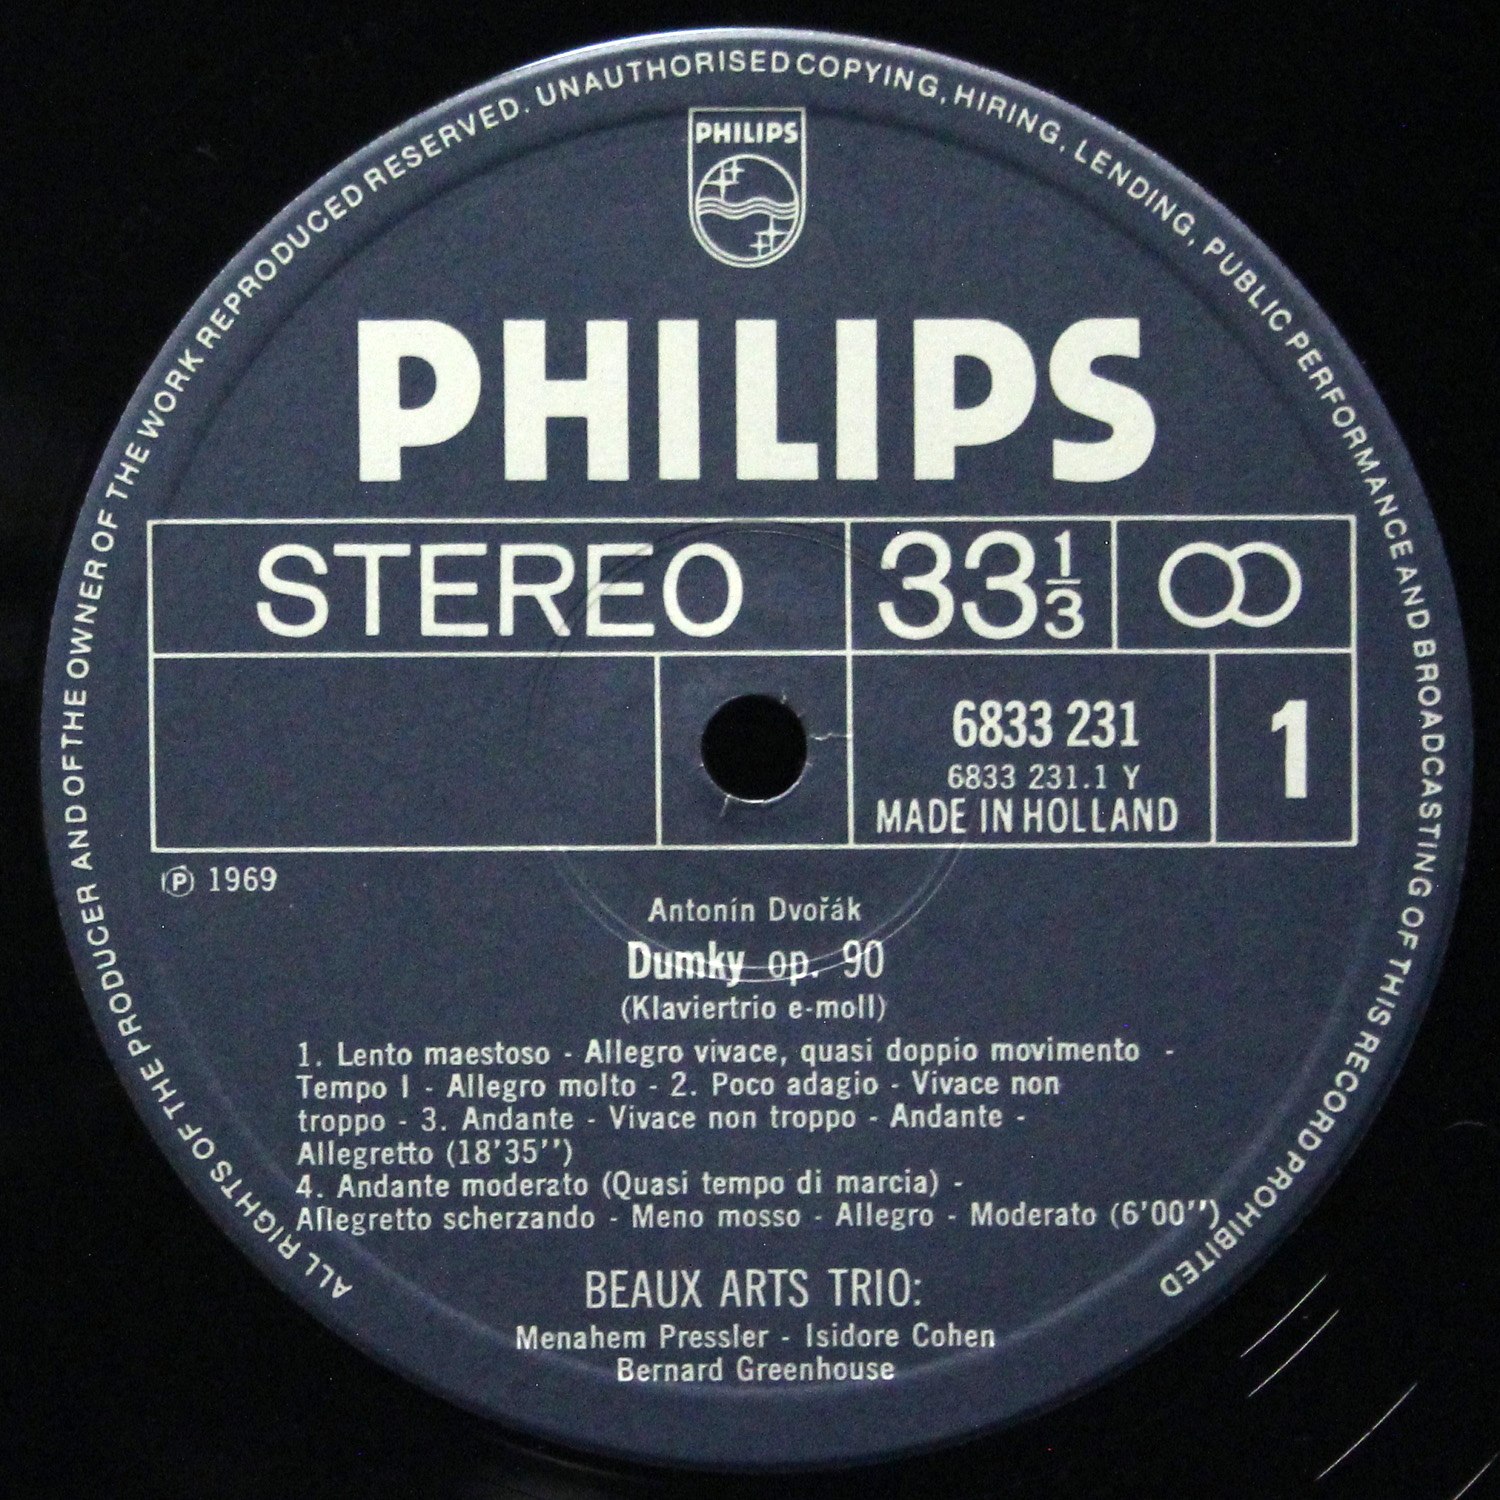 ALL RIGHTS OF THE PRODUCER AND OF THE OWNER OF THE WORK REPRODUCED RESERVED. UNAUTHORISED COPYING, HIRING, LENDING, PUBLIC PERFORMANCE AND BROADCASTING OF THIS RECORD PROHIBITED
PHILIPS
PHILIPS
STEREO 33 1/3
6833 231
6833 231.1 Y
MADE IN HOLLAND
1
Ⓟ 1969
Antonín Dvořák
Dumky op. 90
(Klaviertrio e-moll)
1. Lento maestoso - Allegro vivace, quasi doppio movimento -
Tempo I - Allegro molto - 2. Poco adagio - Vivace non
troppo - 3. Andante - Vivace non troppo - Andante -
Allegretto (18'35'')
4. Andante moderato (Quasi tempo di marcia) -
Allegretto scherzando - Meno mosso - Allegro - Moderato (6'00'')
BEAUX ARTS TRIO:
Menahem Pressler - Isidore Cohen
Bernard Greenhouse